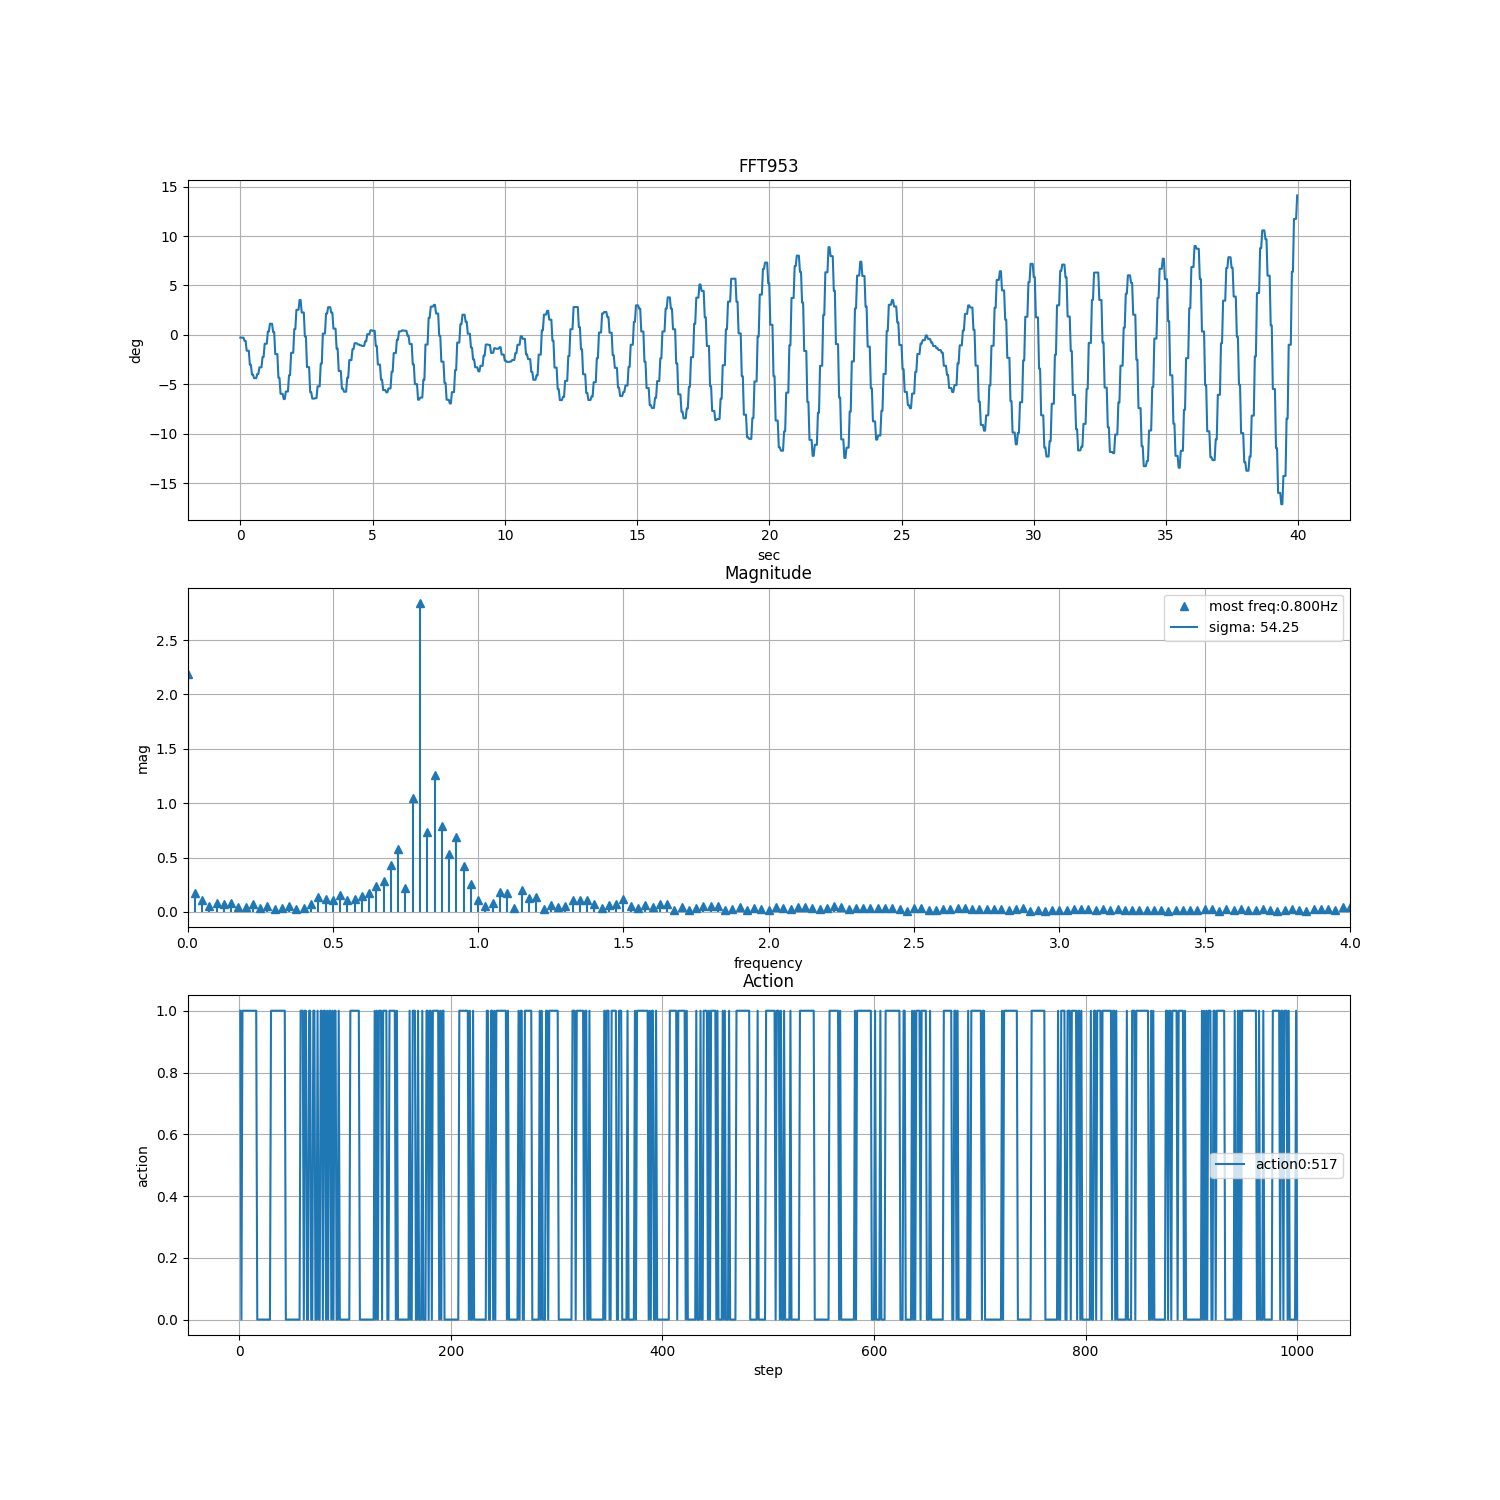 FFT953
15
10
5
0
−5
−10
−15
deg
0 5 10 15 20 25 30 35 40
sec
Magnitude
most freq:0.800Hz
sigma: 54.25
2.5
2.0
1.5
1.0
0.5
0.0
mag
0.0 0.5 1.0 1.5 2.0 2.5 3.0 3.5 4.0
frequency
Action
1.0
0.8
0.6
0.4
0.2
0.0
action
action0:517
0 200 400 600 800 1000
step